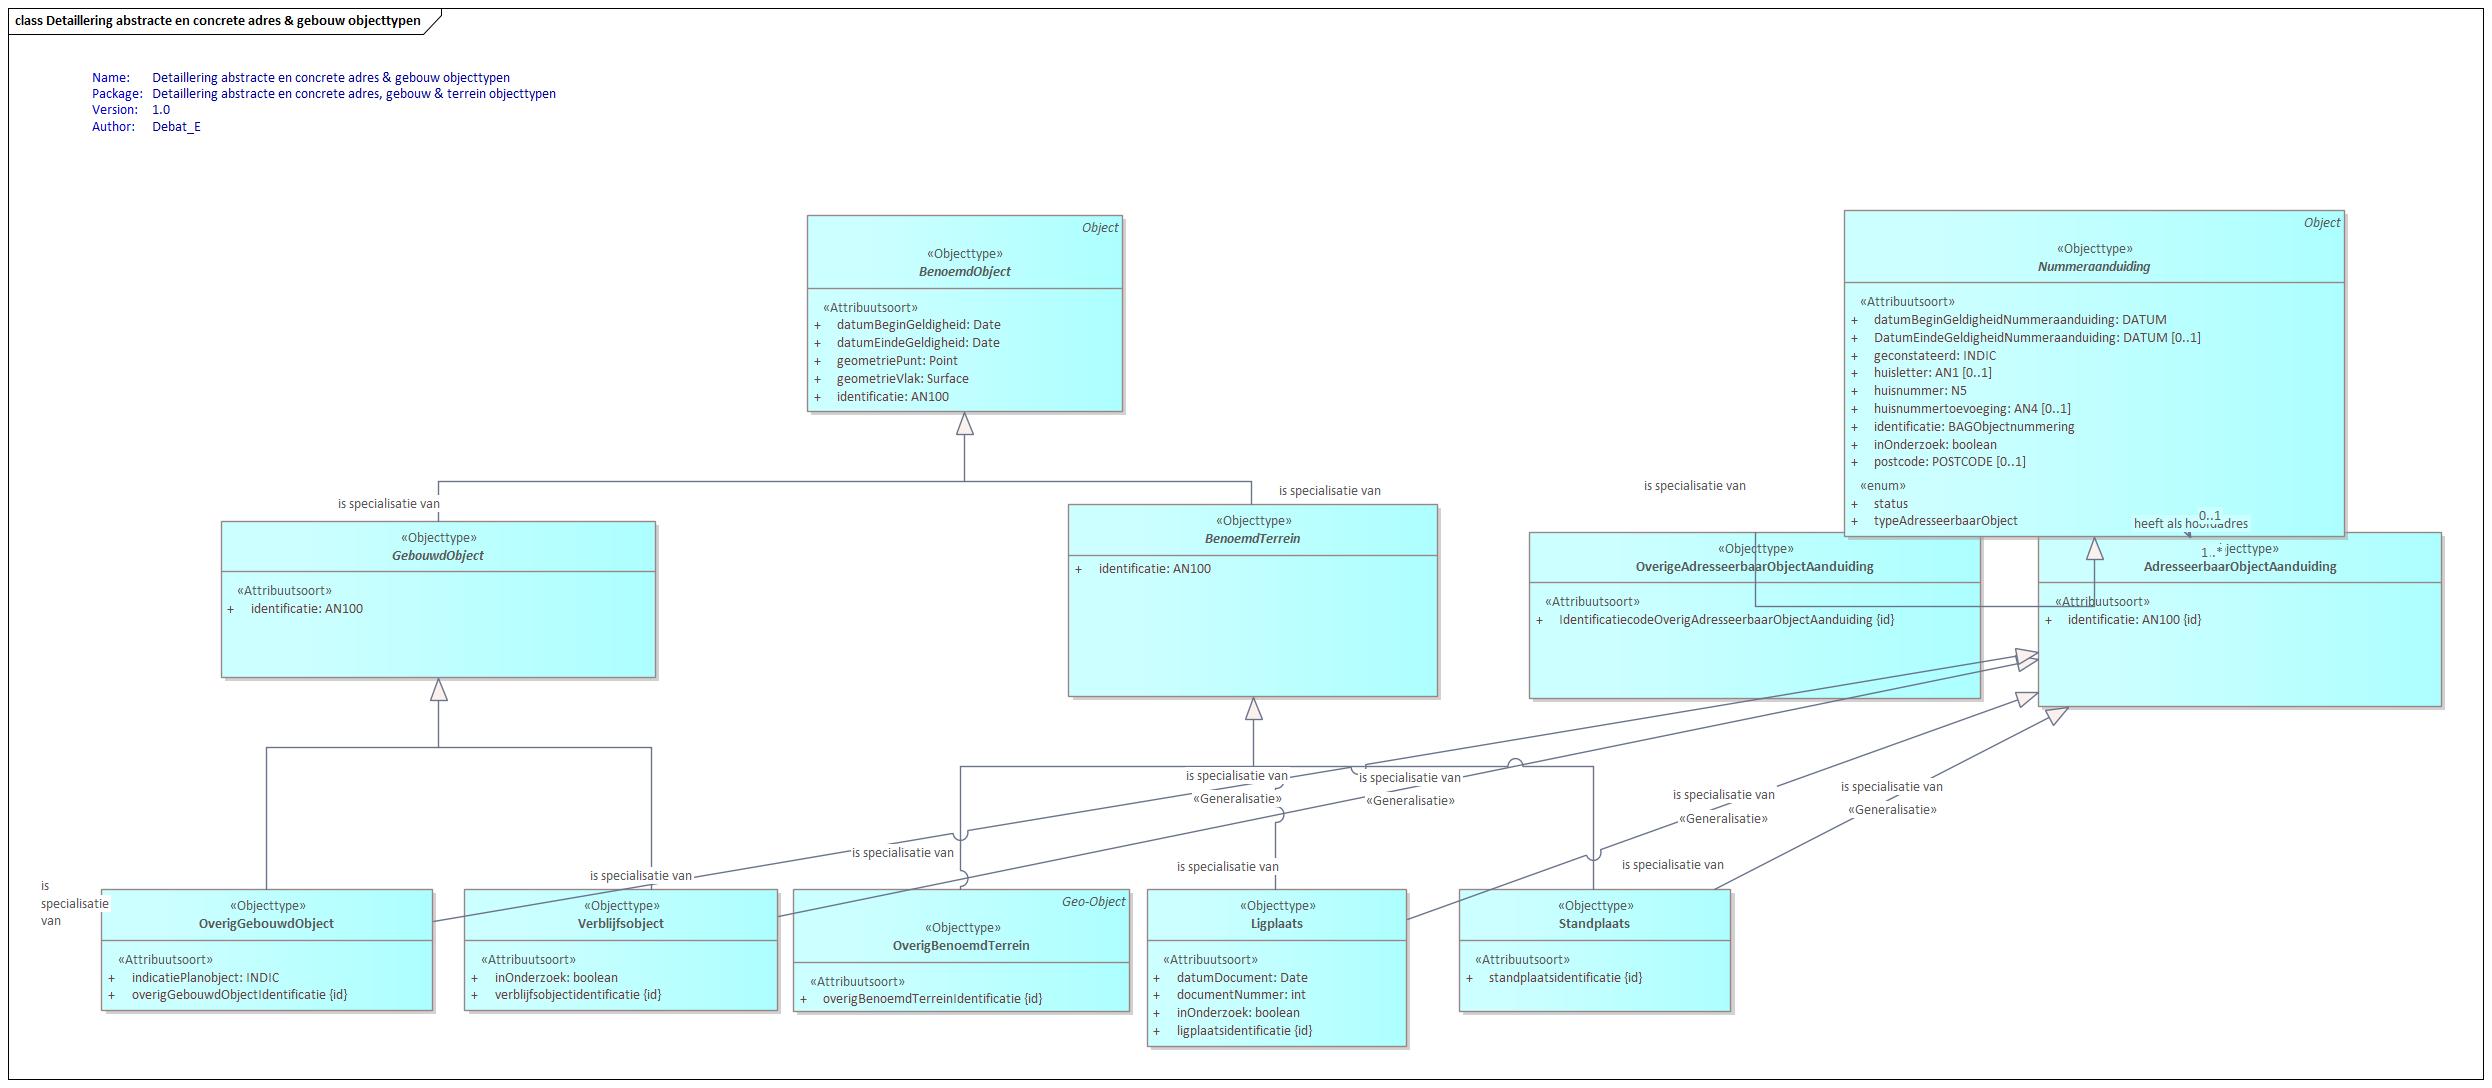 class Detaillering abstracte en concrete adres & gebouw objecttypen
Name: Detaillering abstracte en concrete adres & gebouw objecttypen
Package: Detaillering abstracte en concrete adres, gebouw & terrein objecttypen
Version: 1.0
Author: Debat_E
Object
«Objecttype»
BenoemdObject
«Attribuutsoort»
+ datumBeginGeldigheid: Date
+ datumEindeGeldigheid: Date
+ geometriePunt: Point
+ geometrieVlak: Surface
+ identificatie: AN100
Object
«Objecttype»
Nummeraanduiding
«Attribuutsoort»
+ datumBeginGeldigheidNummeraanduiding: DATUM
+ DatumEindeGeldigheidNummeraanduiding: DATUM [0..1]
+ geconstateerd: INDIC
+ huisletter: AN1 [0..1]
+ huisnummer: N5
+ huisnummertoevoeging: AN4 [0..1]
+ identificatie: BAGObjectnummering
+ inOnderzoek: boolean
+ postcode: POSTCODE [0..1]
«enum»
+ status
+ typeAdresseerbaarObject
is specialisatie van
is specialisatie van
is specialisatie van
0..1
heeft als hoofdadres
1..*
«Objecttype»
GebouwdObject
«Attribuutsoort»
+ identificatie: AN100
«Objecttype»
BenoemdTerrein
+ identificatie: AN100
«Objecttype»
OverigeAdresseerbaarObjectAanduiding
«Attribuutsoort»
+ IdentificatiecodeOverigAdresseerbaarObjectAanduiding {id}
jecttype»
AdresseerbaarObjectAanduiding
«Attribuutsoort»
+ identificatie: AN100 {id}
is specialisatie van
«Generalisatie»
is specialisatie van
«Generalisatie»
is specialisatie van
«Generalisatie»
is specialisatie van
«Generalisatie»
is specialisatie van
is specialisatie van
is specialisatie van
is specialisatie van
is
specialisatie
van
«Objecttype»
OverigGebouwdObject
«Attribuutsoort»
+ indicatiePlanobject: INDIC
+ overigGebouwdObjectIdentificatie {id}
«Objecttype»
Verblijfsobject
«Attribuutsoort»
+ inOnderzoek: boolean
+ verblijfsobjectidentificatie {id}
Geo-Object
«Objecttype»
OverigBenoemdTerrein
«Attribuutsoort»
+ overigBenoemdTerreinIdentificatie {id}
«Objecttype»
Ligplaats
«Attribuutsoort»
+ datumDocument: Date
+ documentNummer: int
+ inOnderzoek: boolean
+ ligplaatsidentificatie {id}
«Objecttype»
Standplaats
«Attribuutsoort»
+ standplaatsidentificatie {id}